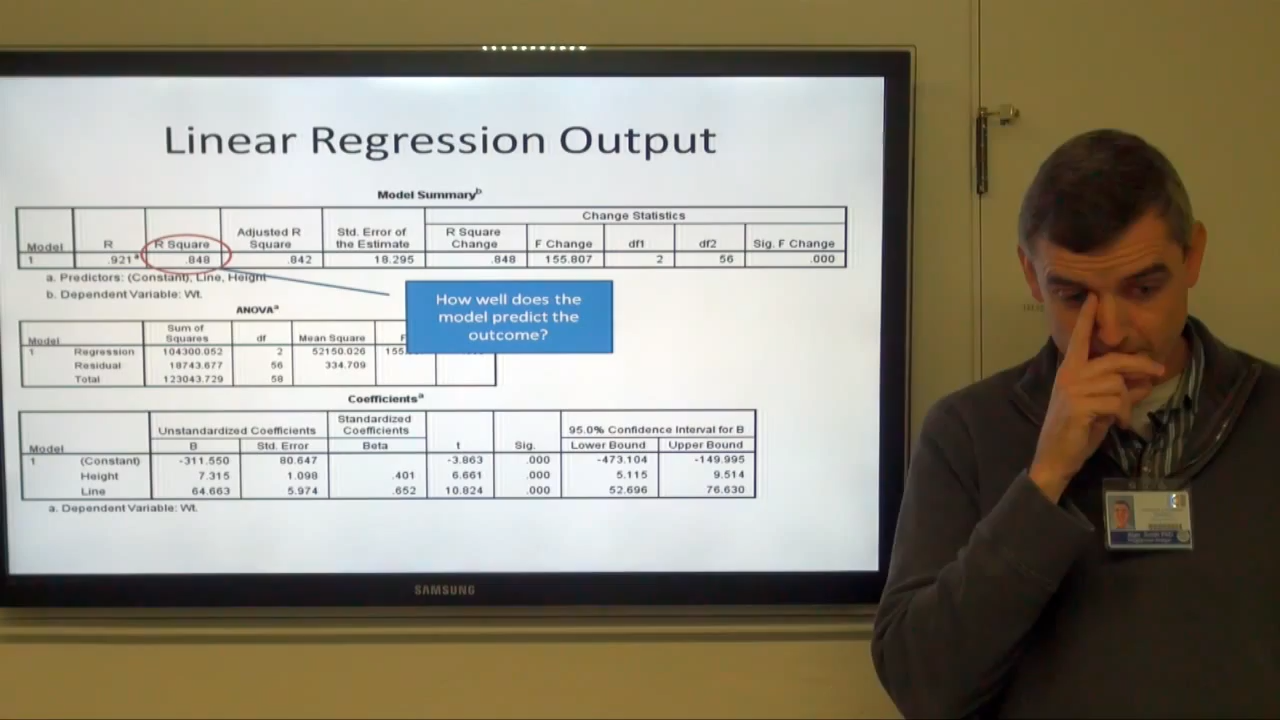 Linear Regression Output
Model Summaryᵇ
Change Statistics
Model R R Square Adjusted R Square Std. Error of the Estimate R Square Change F Change df1 df2 Sig. F Change
1 .921ᵃ .848 .842 18.295 .848 155.807 2 56 .000
a. Predictors: (Constant), Line, Height
b. Dependent Variable: Wt.
How well does the
model predict the
outcome?
ANOVAᵃ
Model Sum of Squares df Mean Square F
1 Regression 104300.052 2 52150.026 155.
Residual 18743.677 56 334.709
Total 123043.729 58
Coefficientsᵃ
Unstandardized Coefficients Standardized Coefficients 95.0% Confidence Interval for B
Model B Std. Error Beta t Sig. Lower Bound Upper Bound
1 (Constant) -311.550 80.647 -3.863 .000 -473.104 -149.995
Height 7.315 1.098 .401 6.661 .000 5.115 9.514
Line 64.663 5.974 .652 10.824 .000 52.696 76.630
a. Dependent Variable: Wt.
SAMSUNG